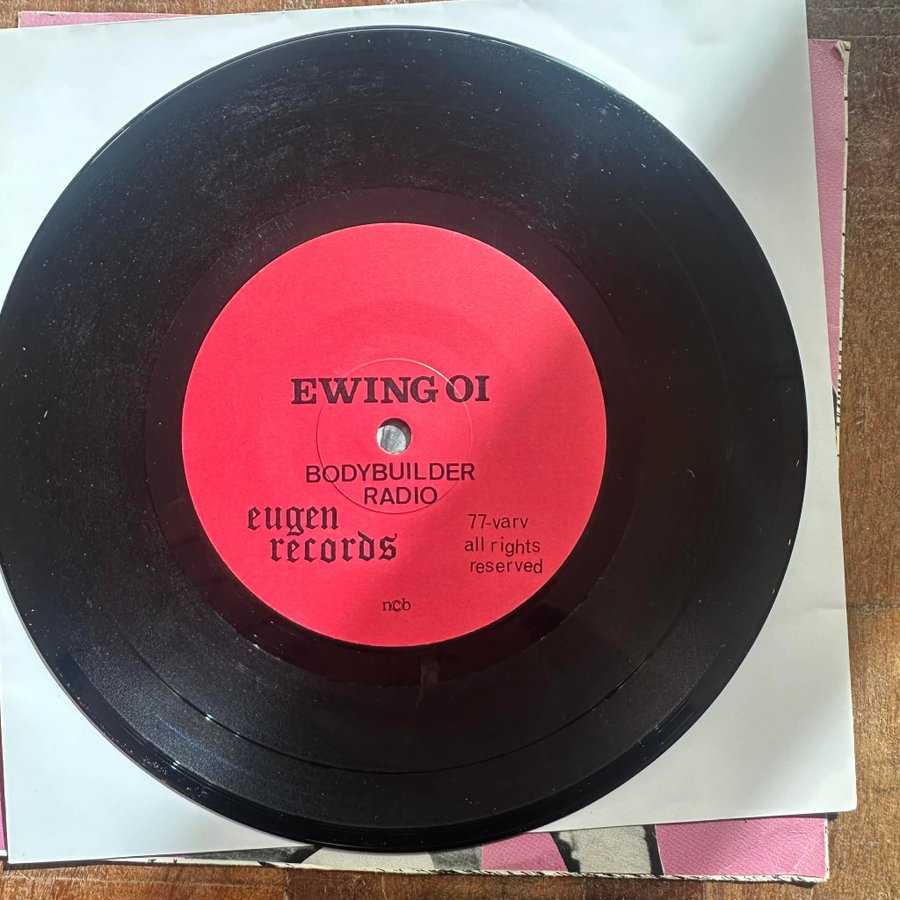 EWING OI
BODYBUILDER
RADIO
eugen
records
77-varv
all rights
reserved
ncb